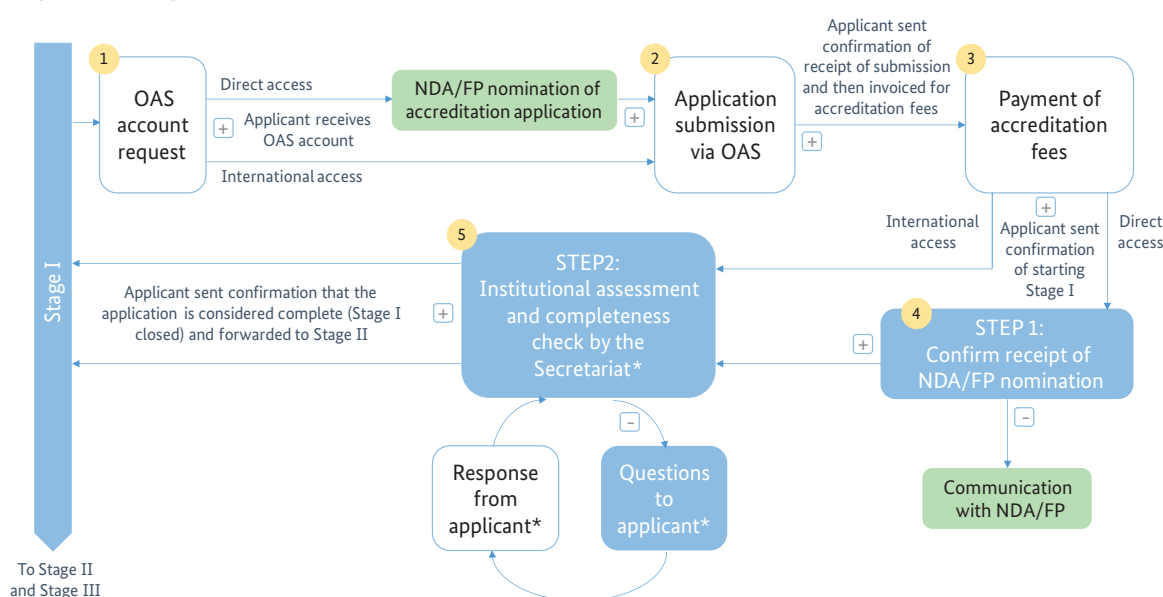 1
OAS
account
request
Direct access
+
Applicant receives
OAS account
International access
NDA/FP nomination of
accreditation application
+
2
Application
submission
via OAS
Applicant sent
confirmation of
receipt of submission
and then invoiced for
accreditation fees
+
3
Payment of
accreditation
fees
International
access
+
Applicant sent
confirmation
of starting
Stage I
Direct
access
4
STEP 1:
Confirm receipt of
NDA/FP nomination
+
-
Communication
with NDA/FP
5
STEP2:
Institutional assessment
and completeness
check by the
Secretariat*
+
Applicant sent confirmation that the
application is considered complete (Stage I
closed) and forwarded to Stage II
-
Questions
to
applicant*
Response
from
applicant*
Stage I
To Stage II
and Stage III